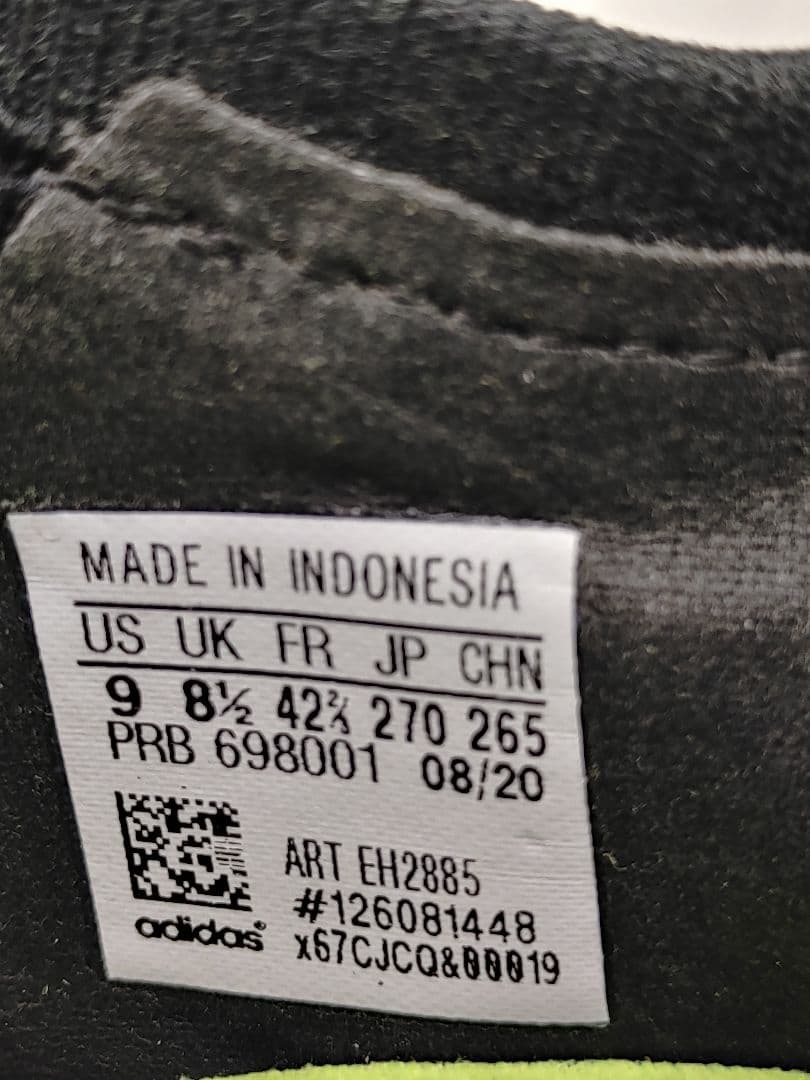 MADE IN INDONESIA
US UK FR JP CHN
9 8½ 42⅔ 270 265
PRB 698001 08/20
ART EH2885
#126081448
adidas®
x67CJCQ&00019